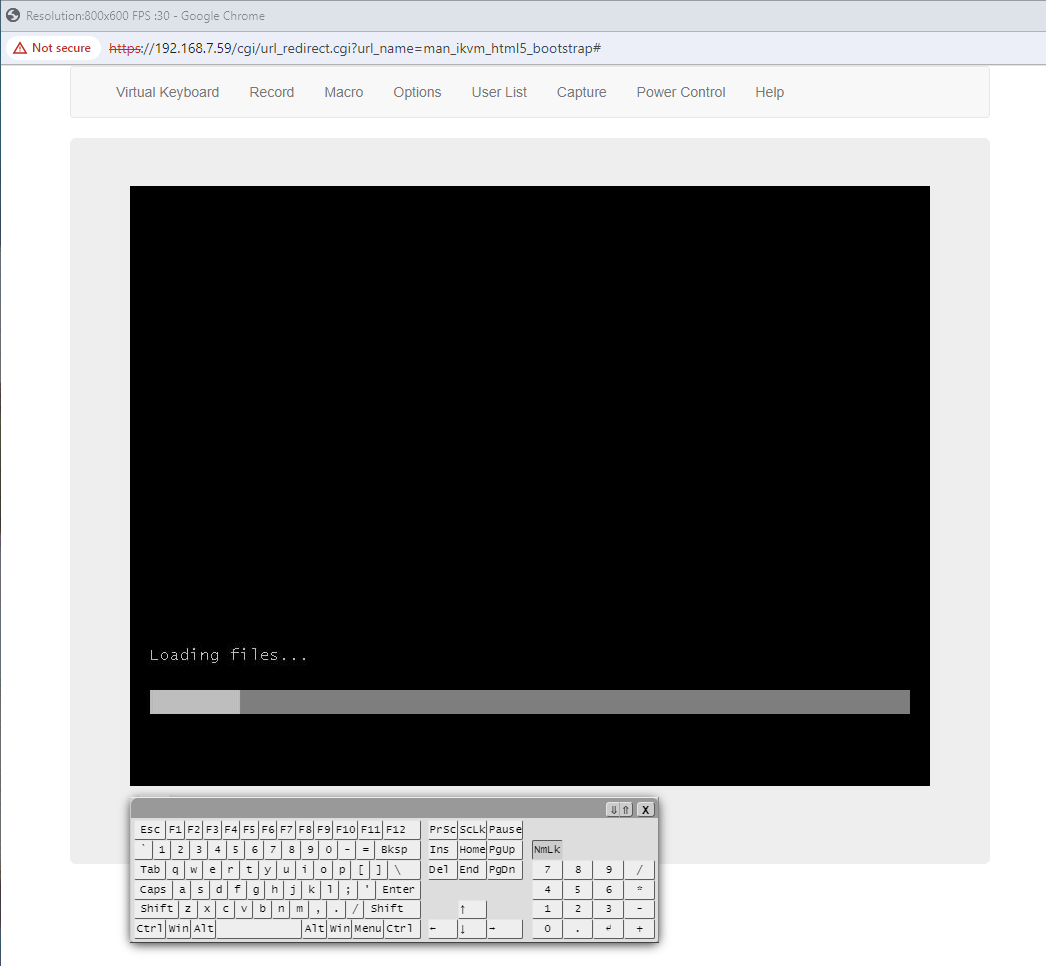 Resolution:800x600 FPS :30 - Google Chrome
Not secure https://192.168.7.59/cgi/url_redirect.cgi?url_name=man_ikvm_html5_bootstrap#
Virtual Keyboard Record Macro Options User List Capture Power Control Help
Loading files...
⇓ ⇑ X
Esc F1 F2 F3 F4 F5 F6 F7 F8 F9 F10 F11 F12 PrSc ScLk Pause
` 1 2 3 4 5 6 7 8 9 0 - = Bksp Ins Home PgUp NmLk
Tab q w e r t y u i o p [ ] \ Del End PgDn 7 8 9 /
Caps a s d f g h j k l ; ' Enter 4 5 6 *
Shift z x c v b n m , . / Shift ↑ 1 2 3 -
Ctrl Win Alt Alt Win Menu Ctrl ← ↓ → 0 . ↵ +